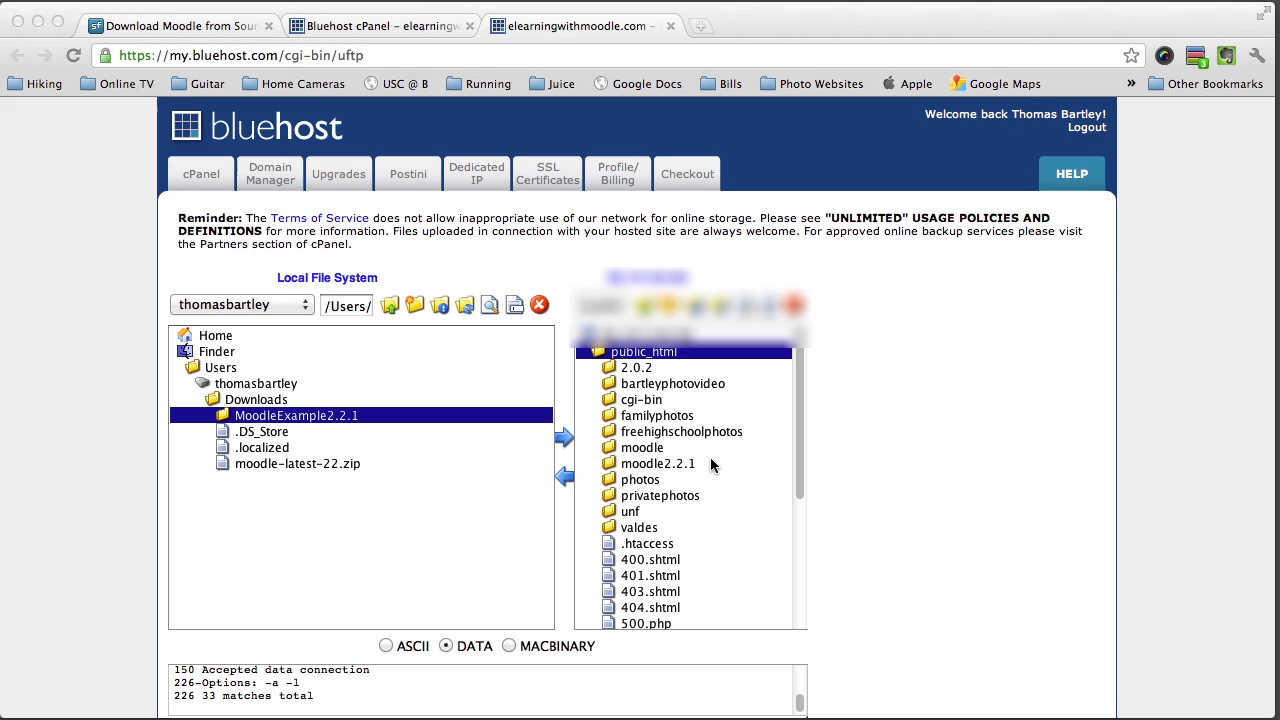 Download Moodle from Sour
Bluehost cPanel – elearningw
elearningwithmoodle.com –
https://my.bluehost.com/cgi-bin/uftp
3
Hiking Online TV Guitar Home Cameras USC @ B Running Juice Google Docs Bills Photo Websites Apple Google Maps » Other Bookmarks
bluehost
Welcome back Thomas Bartley!
Logout
cPanel
Domain Manager
Upgrades
Postini
Dedicated IP
SSL Certificates
Profile/ Billing
Checkout
HELP
Reminder: The Terms of Service does not allow inappropriate use of our network for online storage. Please see "UNLIMITED" USAGE POLICIES AND
DEFINITIONS for more information. Files uploaded in connection with your hosted site are always welcome. For approved online backup services please visit
the Partners section of cPanel.
Local File System
thomasbartley
/Users/
Home
Finder
Users
thomasbartley
Downloads
MoodleExample2.2.1
.DS_Store
.localized
moodle-latest-22.zip
public_html
2.0.2
bartleyphotovideo
cgi-bin
familyphotos
freehighschoolphotos
moodle
moodle2.2.1
photos
privatephotos
unf
valdes
.htaccess
400.shtml
401.shtml
403.shtml
404.shtml
500.php
ASCII DATA MACBINARY
150 Accepted data connection
226-Options: -a -l
226 33 matches total